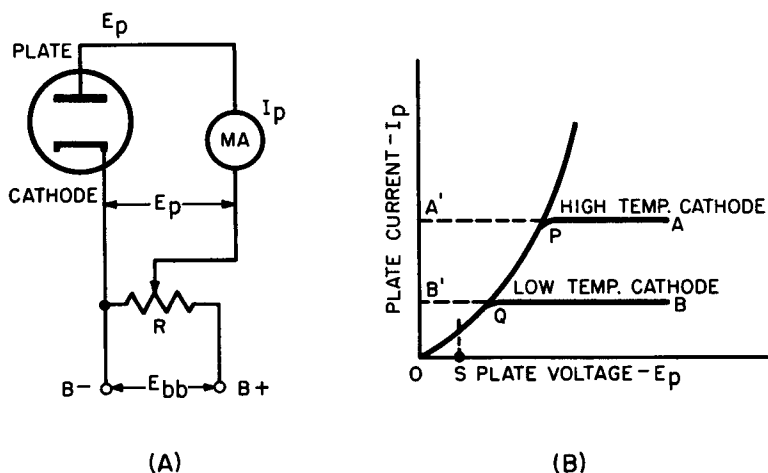 Ep
PLATE
Ip
MA
CATHODE
Ep
R
B- Ebb B+
(A)
PLATE CURRENT-Ip
A'
HIGH TEMP. CATHODE
P
A
B'
LOW TEMP. CATHODE
Q
B
O
S PLATE VOLTAGE-Ep
(B)